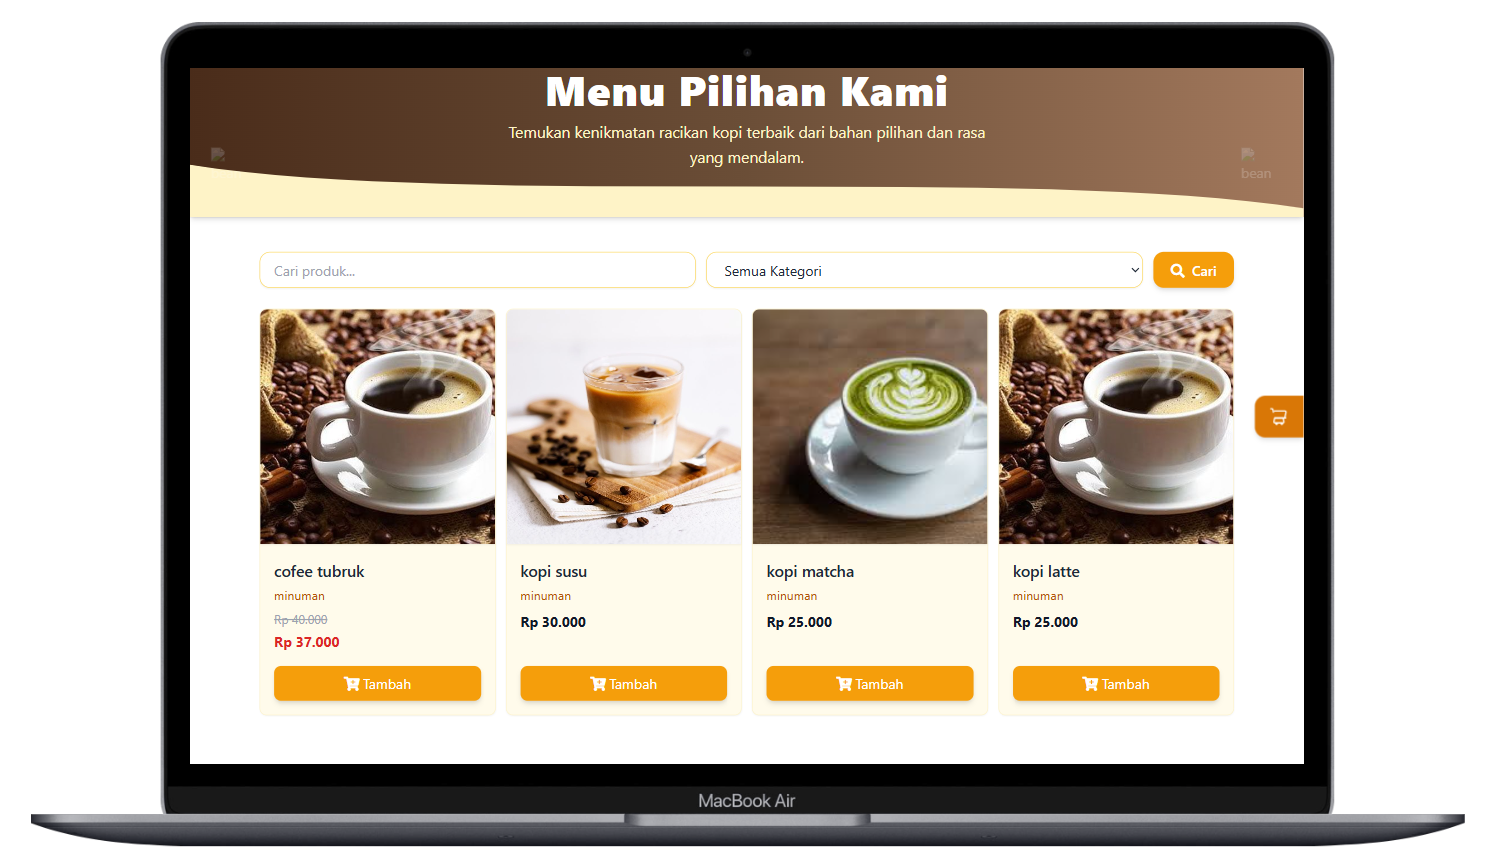 Menu Pilihan Kami
Temukan kenikmatan racikan kopi terbaik dari bahan pilihan dan rasa
yang mendalam.
bean
Cari produk...
Semua Kategori
Cari
cofee tubruk
minuman
Rp 40.000
Rp 37.000
Tambah
kopi susu
minuman
Rp 30.000
Tambah
kopi matcha
minuman
Rp 25.000
Tambah
kopi latte
minuman
Rp 25.000
Tambah
MacBook Air